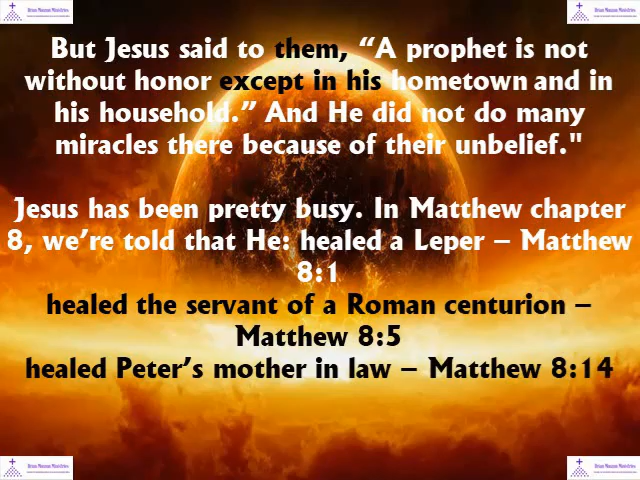 But Jesus said to them, “A prophet is not
without honor except in his hometown and in
his household.” And He did not do many
miracles there because of their unbelief."
Jesus has been pretty busy. In Matthew chapter
8, we’re told that He: healed a Leper – Matthew
8:1
healed the servant of a Roman centurion –
Matthew 8:5
healed Peter’s mother in law – Matthew 8:14